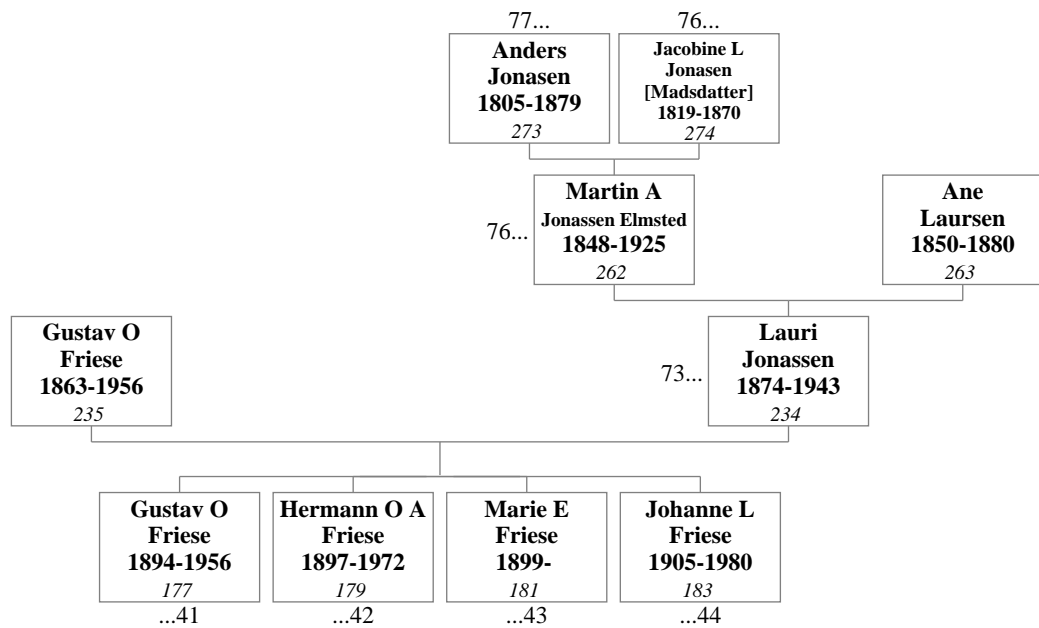 77...
Anders
Jonasen
1805-1879
273
76...
Jacobine L
Jonasen
[Madsdatter]
1819-1870
274
76...
Martin A
Jonassen Elmsted
1848-1925
262
Ane
Laursen
1850-1880
263
Gustav O
Friese
1863-1956
235
73...
Lauri
Jonassen
1874-1943
234
Gustav O
Friese
1894-1956
177
...41
Hermann O A
Friese
1897-1972
179
...42
Marie E
Friese
1899-
181
...43
Johanne L
Friese
1905-1980
183
...44